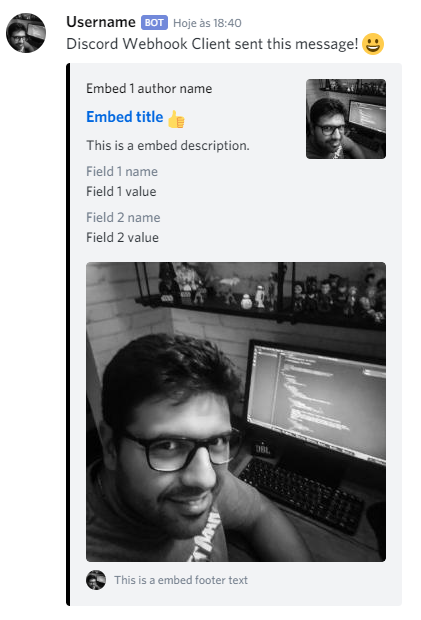 Username BOT Hoje às 18:40
Discord Webhook Client sent this message! 😃
Embed 1 author name
Embed title 👍
This is a embed description.
Field 1 name
Field 1 value
Field 2 name
Field 2 value
JBL
This is a embed footer text